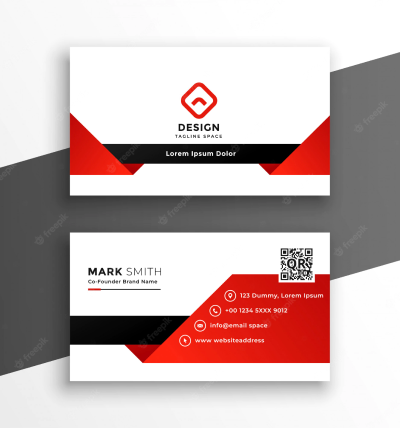 DESIGN
TAGLINE SPACE
Lorem Ipsum Dolor
MARK SMITH
Co-Founder Brand Name
QR
123 Dummy, Lorem Ipsum
+00 1234 5XXX 9012
info@email space
www websiteaddress